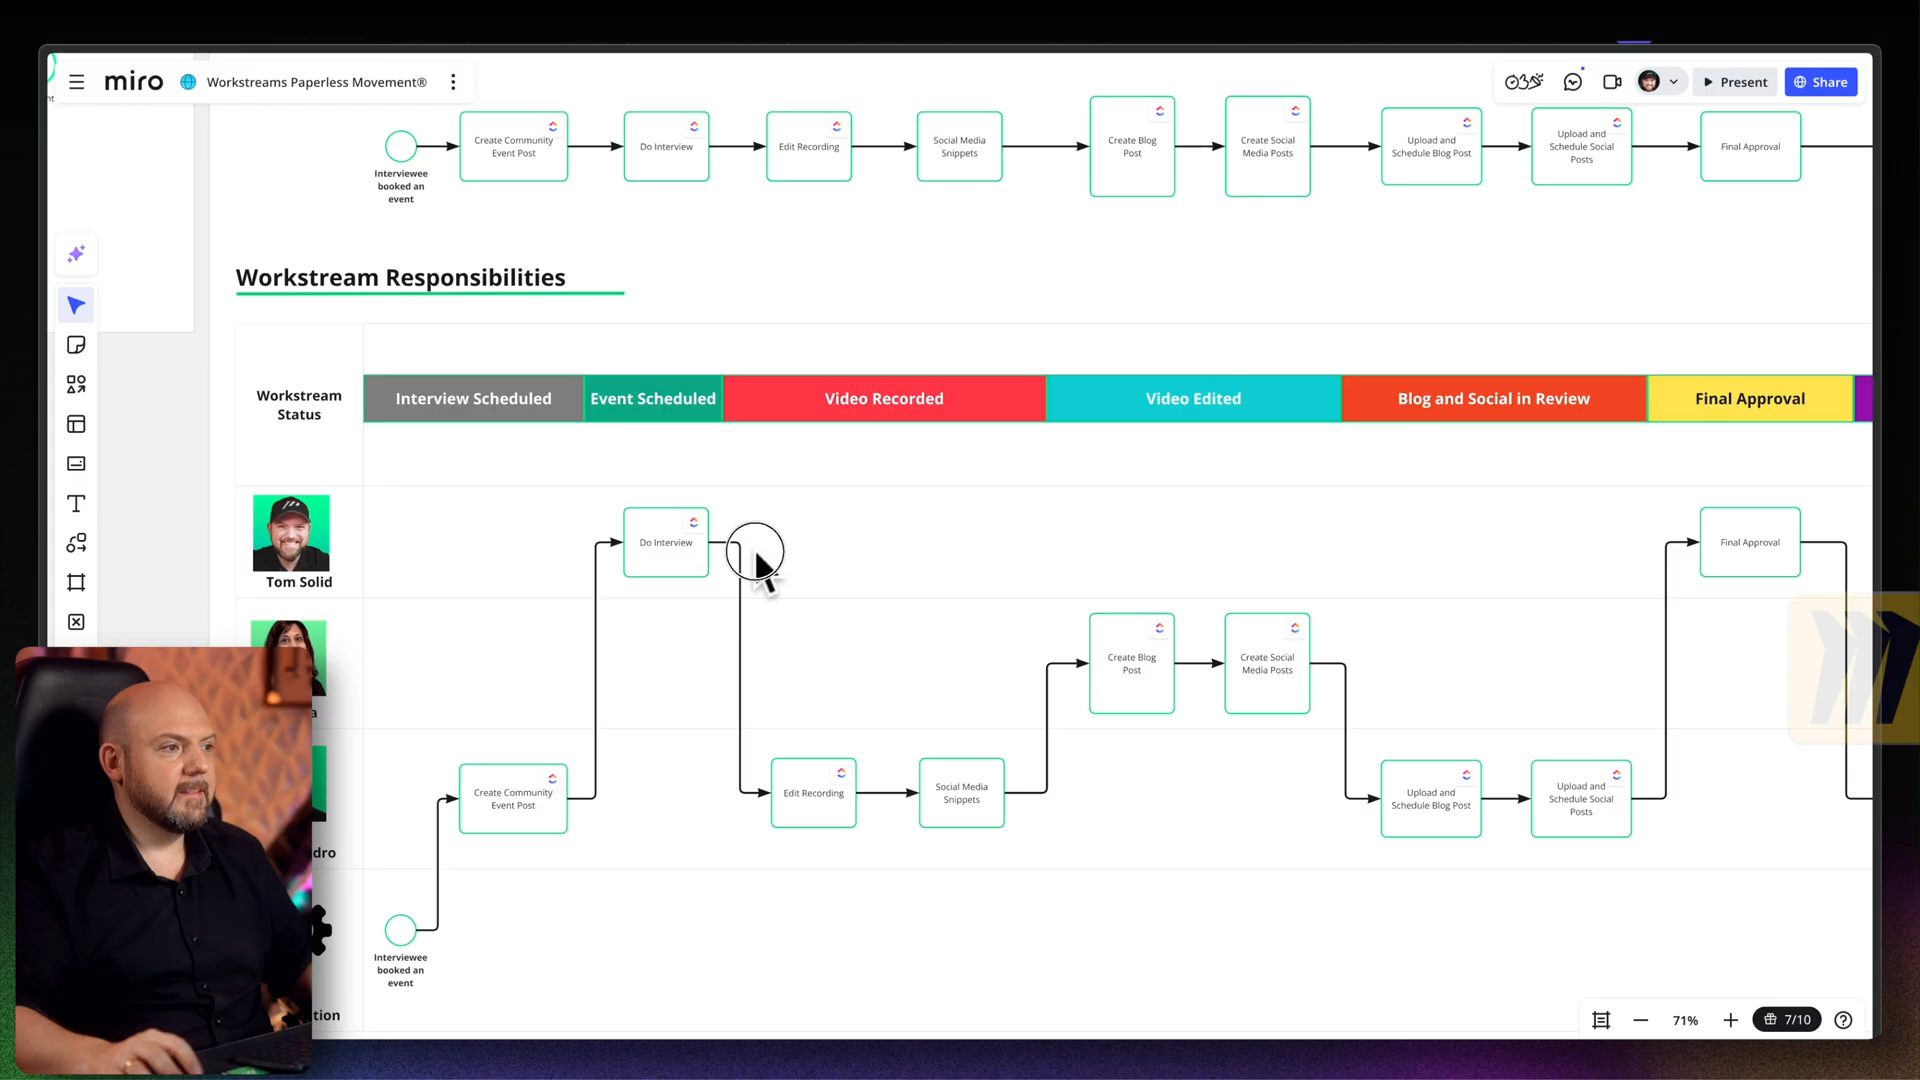 miro
Workstreams Paperless Movement®
Present
Share
Interviewee
booked an
event
Create Community
Event Post
Do Interview
Edit Recording
Social Media
Snippets
Create Blog
Post
Create Social
Media Posts
Upload and
Schedule Blog Post
Upload and
Schedule Social
Posts
Final Approval
Workstream Responsibilities
Workstream
Status
Interview Scheduled
Event Scheduled
Video Recorded
Video Edited
Blog and Social in Review
Final Approval
Tom Solid
Do Interview
Final Approval
a
Create Blog
Post
Create Social
Media Posts
dro
Create Community
Event Post
Edit Recording
Social Media
Snippets
Upload and
Schedule Blog Post
Upload and
Schedule Social
Posts
Interviewee
booked an
event
tion
71%
7/10